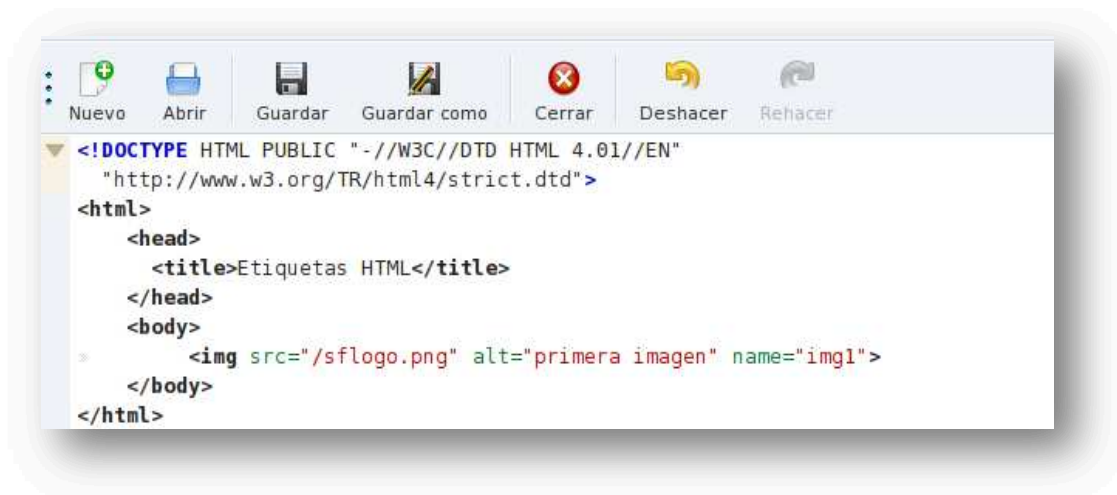 Nuevo Abrir Guardar Guardar como Cerrar Deshacer Rehacer
<!DOCTYPE HTML PUBLIC "-//W3C//DTD HTML 4.01//EN"
"http://www.w3.org/TR/html4/strict.dtd">
<html>
<head>
<title>Etiquetas HTML</title>
</head>
<body>
<img src="/sflogo.png" alt="primera imagen" name="img1">
</body>
</html>